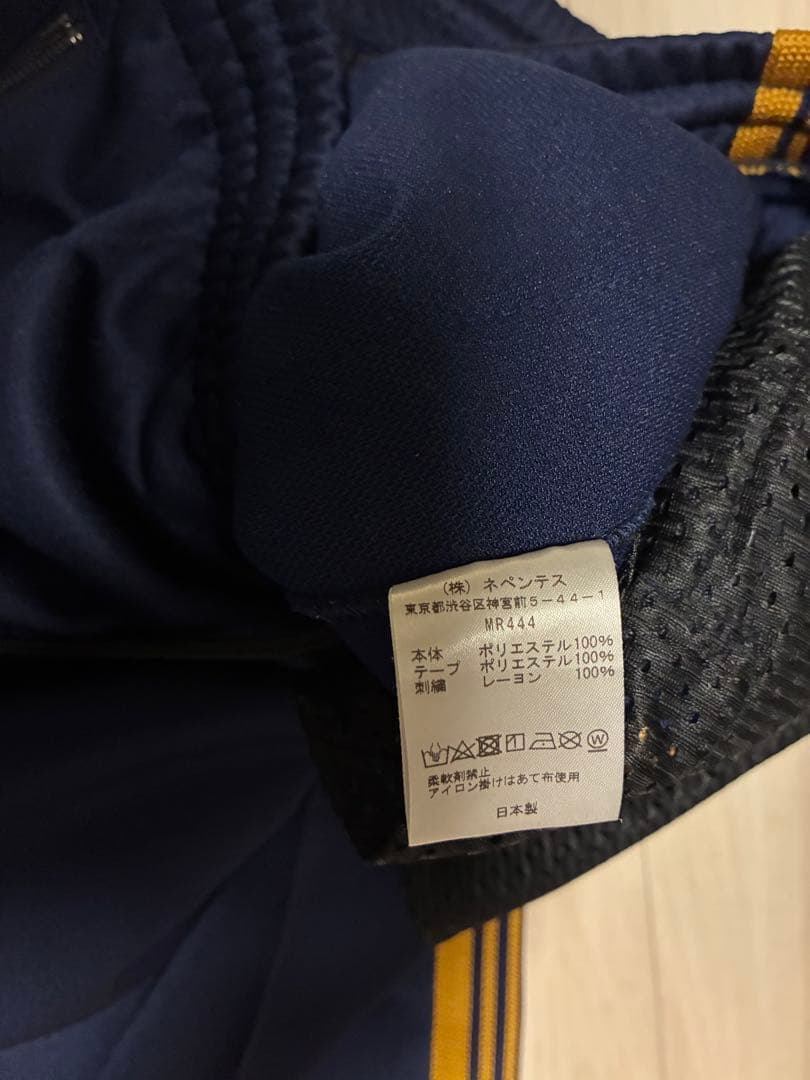 (株) ネペンテス
東京都渋谷区神宮前5-44-1
MR444
本体 ポリエステル100%
テープ ポリエステル100%
刺繍 レーヨン 100%
柔軟剤禁止
アイロン掛けはあて布使用
日本製